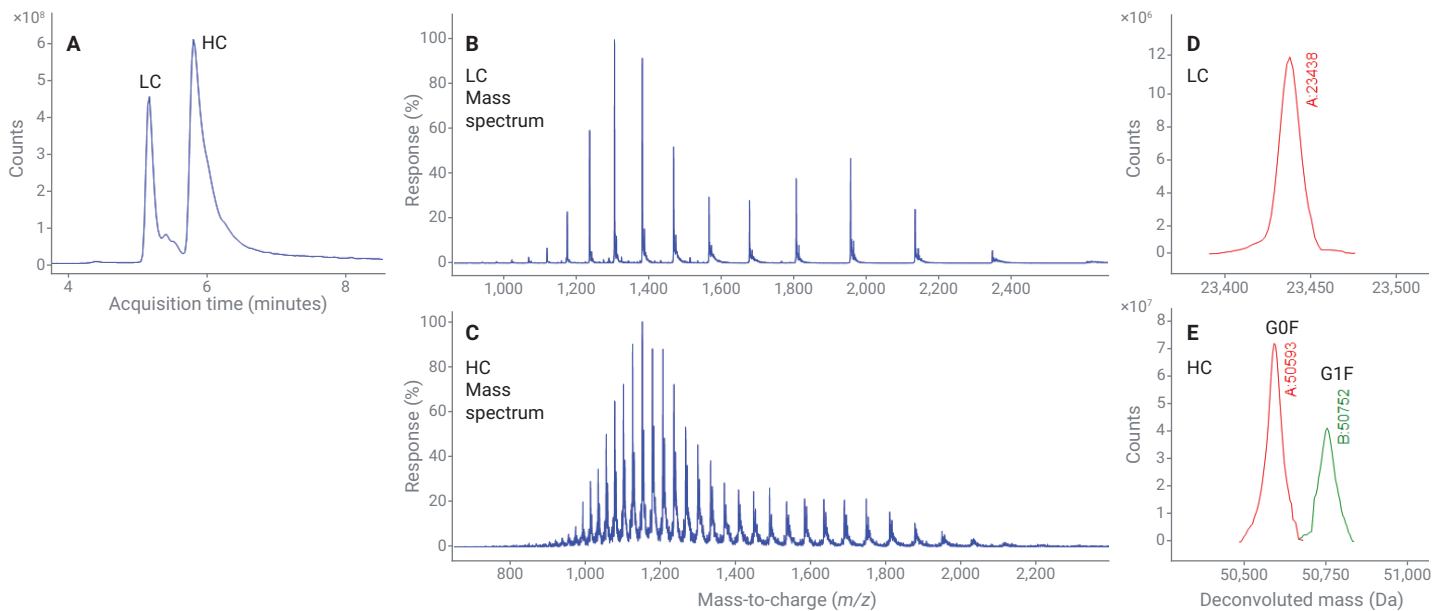 ×10⁸
A
LC
HC
6
5
4
3
2
1
0
Counts
4
6
8
Acquisition time (minutes)
B
LC
Mass
spectrum
100
80
60
40
20
0
Response (%)
1,000
1,200
1,400
1,600
1,800
2,000
2,200
2,400
C
HC
Mass
spectrum
100
80
60
40
20
0
Response (%)
800
1,000
1,200
1,400
1,600
1,800
2,000
2,200
Mass-to-charge (m/z)
×10⁶
D
LC
A:23438
12
10
8
6
4
2
0
Counts
23,400
23,450
23,500
×10⁷
E
HC
G0F
A:50593
G1F
B:50752
8
7
6
5
4
3
2
1
0
Counts
50,500
50,750
51,000
Deconvoluted mass (Da)